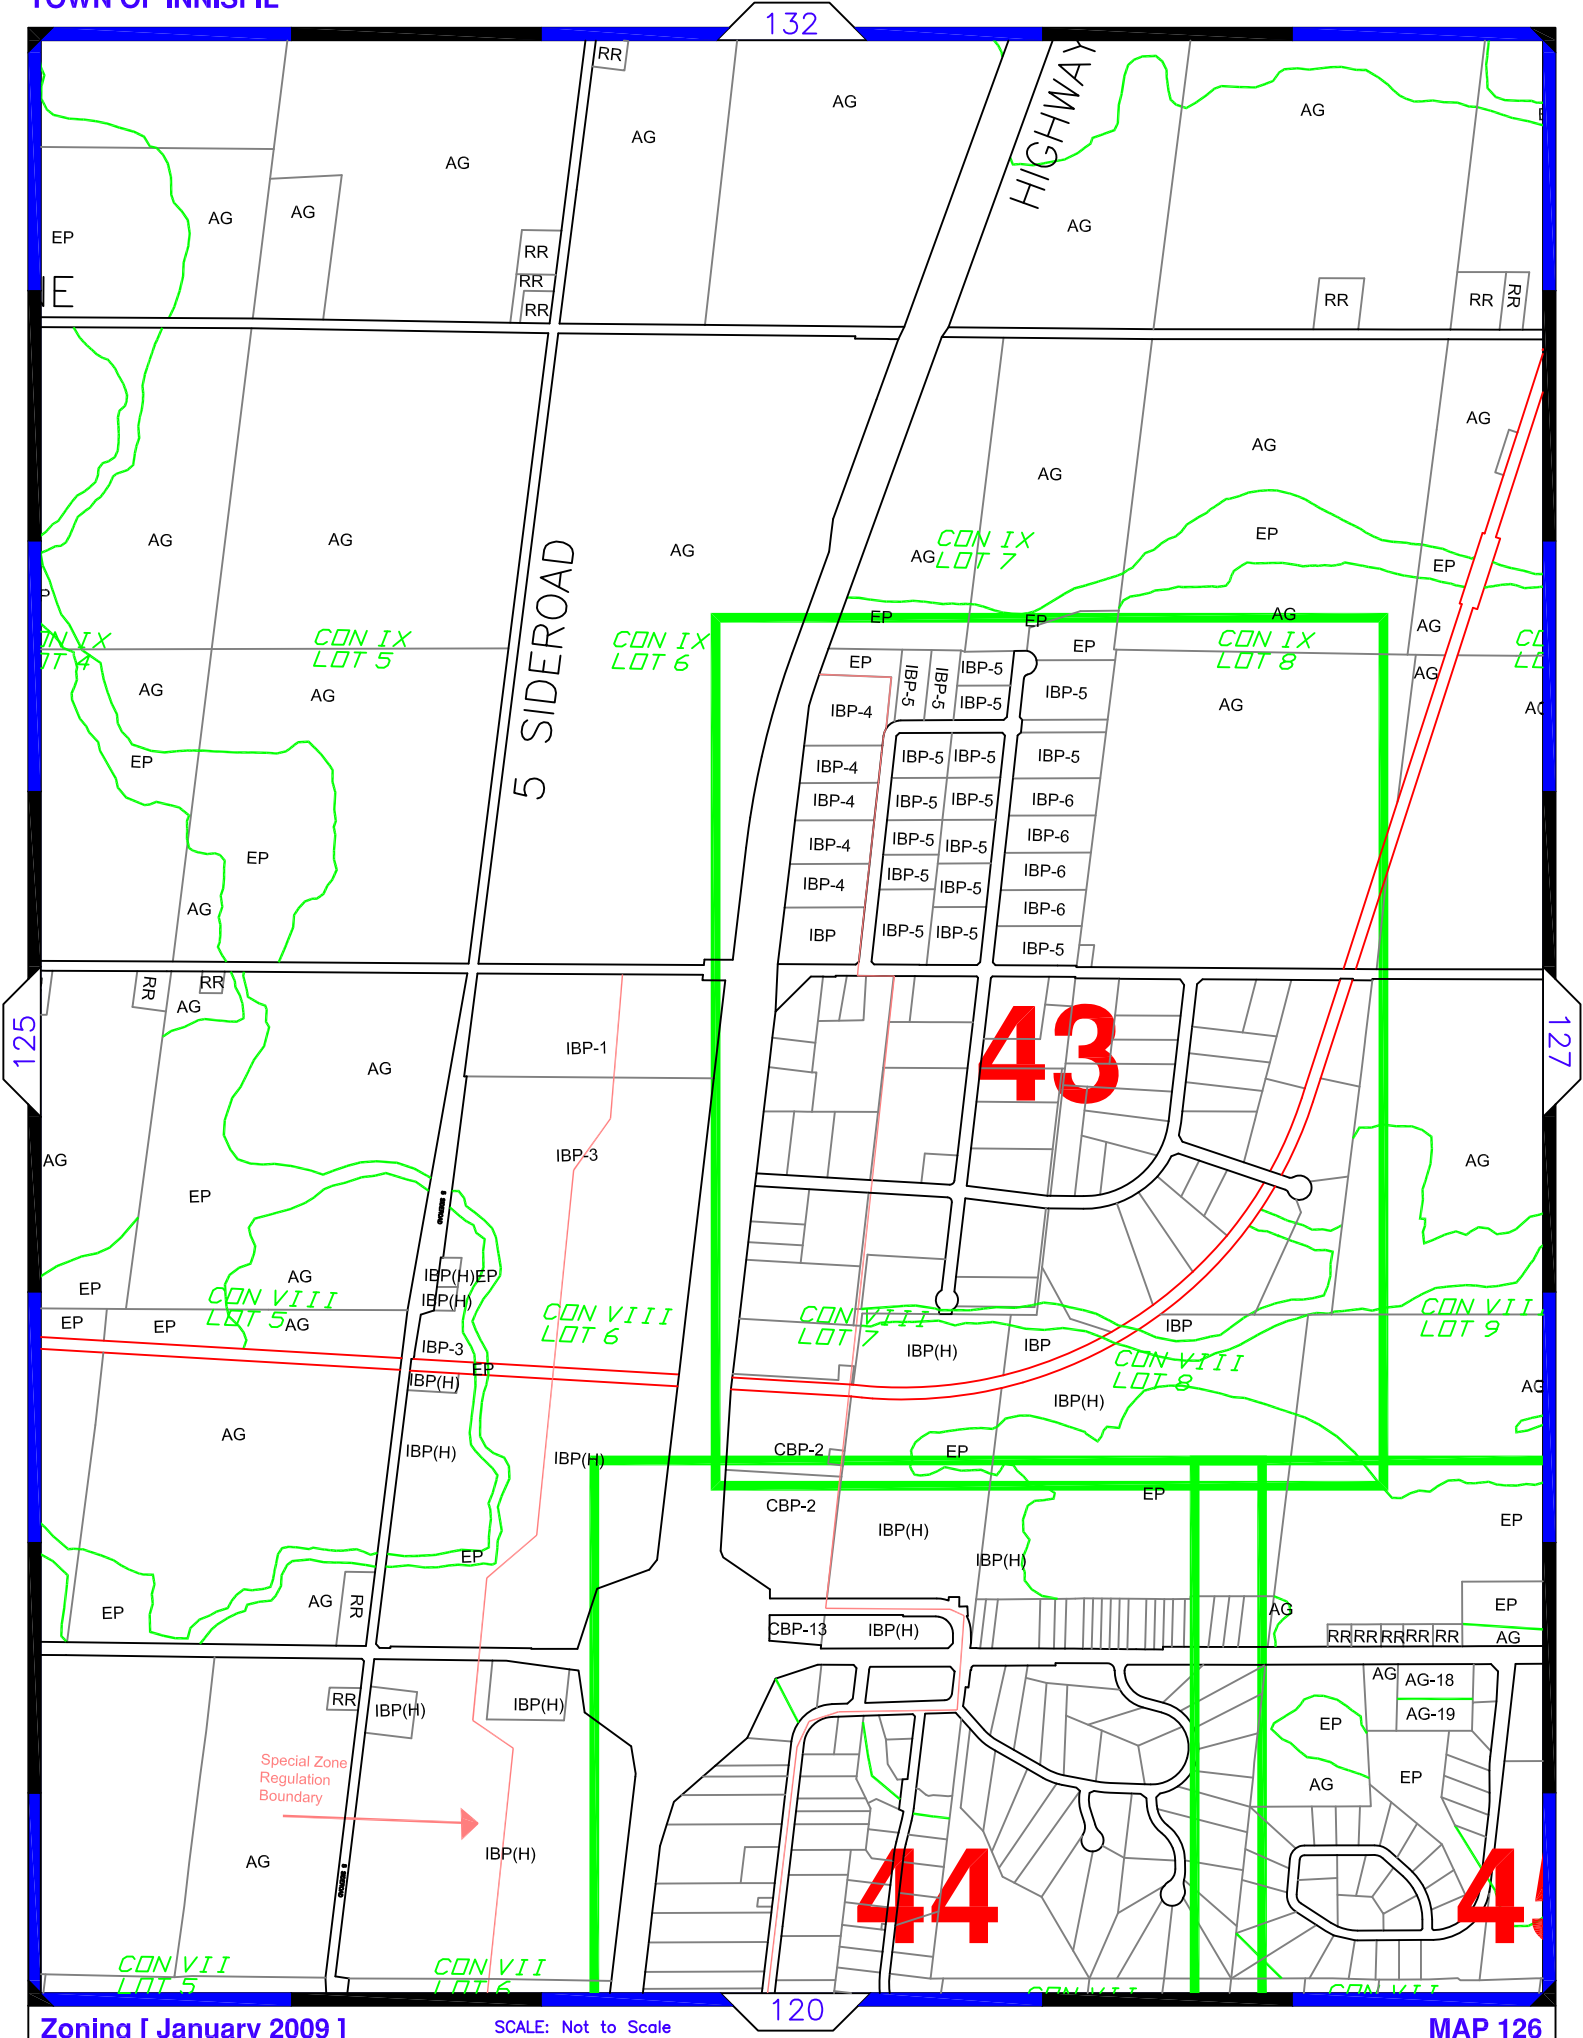 TOWN OF INNISFIL
132
RR
AG
AG
AG
AG
HIGHWAY
AG
AG
AG
EP
AG
RR
RR
RR
RR
RR
RR
AG
AG
AG
AG
AG
AG
AG
5 SIDEROAD
AG
CON IX
LOT 7
EP
EP
EP
EP
AG
AG
CON IX
LOT 5
CON IX
LOT 6
CON IX
LOT 8
EP
EP
AG
AG
AG
AG
EP
EP
AG
IBP-5
IBP-5
IBP-5
IBP-5
IBP-5
IBP-4
IBP-4
IBP-4
IBP-4
IBP-4
IBP
IBP-5
IBP-5
IBP-5
IBP-5
IBP-5
IBP-5
IBP-5
IBP-5
IBP-5
IBP-5
IBP-5
IBP-6
IBP-6
IBP-6
IBP-6
IBP-5
RR
RR
AG
AG
125
127
IBP-1
IBP-3
43
AG
EP
AG
EP
AG
CON VIII
LOT 5
AG
EP
EP
IBP(H)
EP
IBP(H)
IBP-3
EP
IBP(H)
CON VIII
LOT 6
CON VIII
LOT 7
IBP(H)
IBP
IBP
CON VIII
LOT 8
LOT 9
IBP(H)
AG
IBP(H)
IBP(H)
CBP-2
EP
CBP-2
EP
IBP(H)
EP
IBP(H)
EP
EP
AG
RR
CBP-13
IBP(H)
AG
RR
RR
RR
RR
RR
EP
AG
RR
IBP(H)
IBP(H)
AG
AG-18
AG-19
EP
AG
EP
Special Zone
Regulation
Boundary
AG
IBP(H)
44
CON VII
LOT 5
CON VII
LOT 6
CON VII
CON VII
120
Zoning [ January 2009 ]
SCALE: Not to Scale
MAP 126